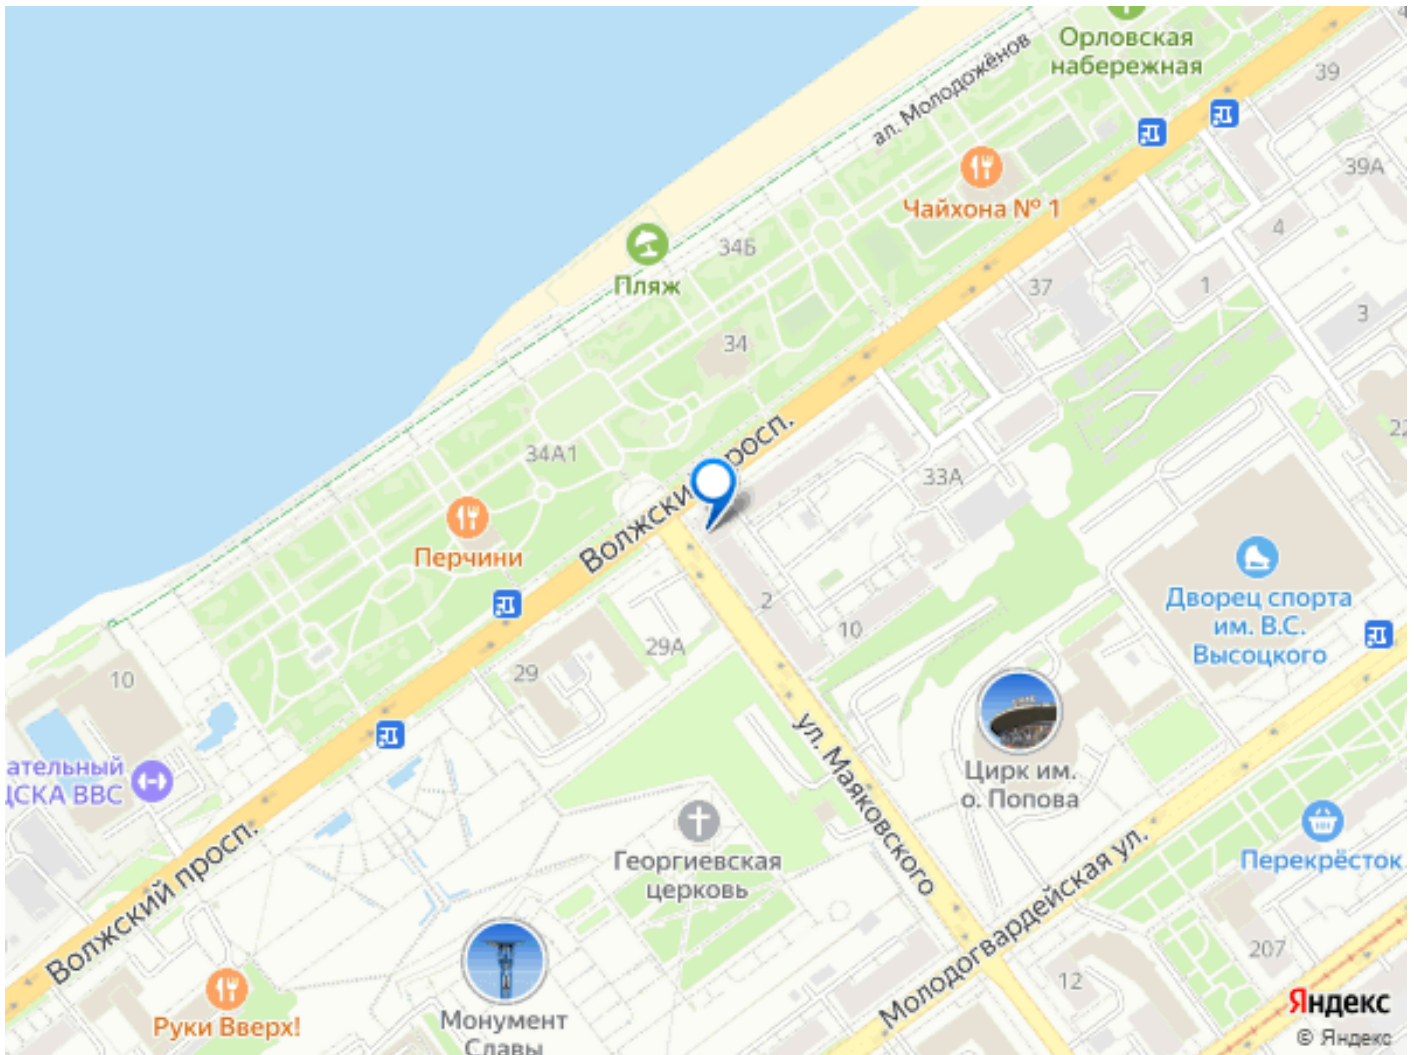 Орловская
набережная
39
ал. Молодожёнов
39А
Чайхона № 1
4
34Б
Пляж
37
1
3
34
Волжский просп.
34А1
33А
22
Перчини
2
10
29А
29
Дворец спорта
им. В.С.
Высоцкого
10
ательный
ЦСКА ВВС
ул. Маяковского
Цирк им.
о. Попова
Георгиевская
церковь
Перекрёсток
Волжский просп.
Молодогвардейская ул.
207
12
Руки Вверх!
Монумент
Славы
Яндекс
© Яндекс